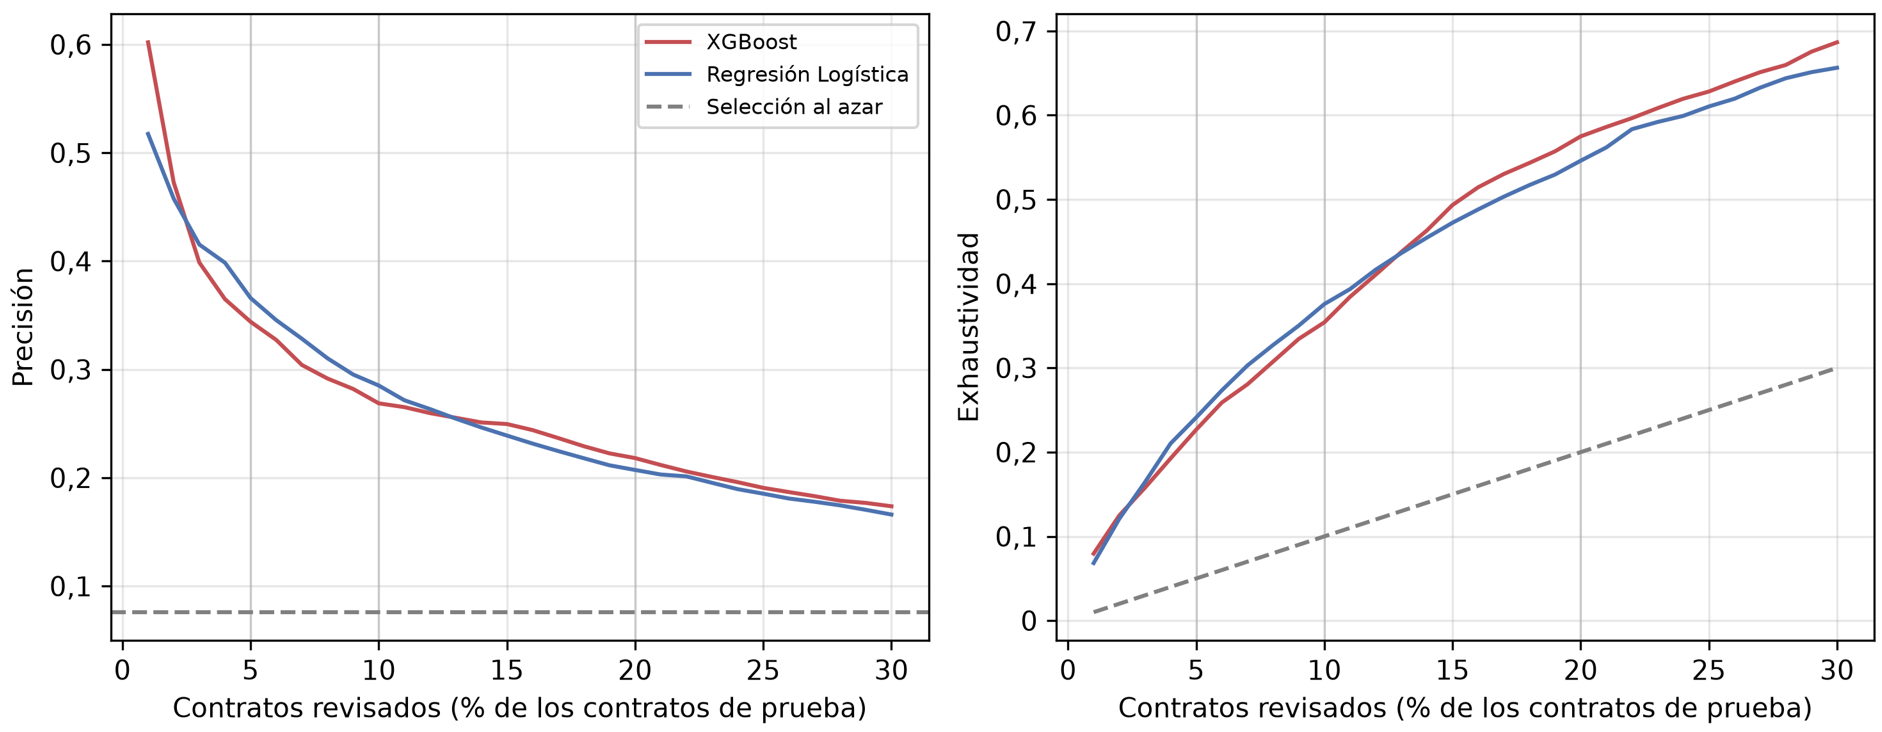 0,6
0,5
0,4
0,3
0,2
0,1
Precisión
0 5 10 15 20 25 30
Contratos revisados (% de los contratos de prueba)
XGBoost
Regresión Logística
Selección al azar
0,7
0,6
0,5
0,4
0,3
0,2
0,1
0
Exhaustividad
0 5 10 15 20 25 30
Contratos revisados (% de los contratos de prueba)